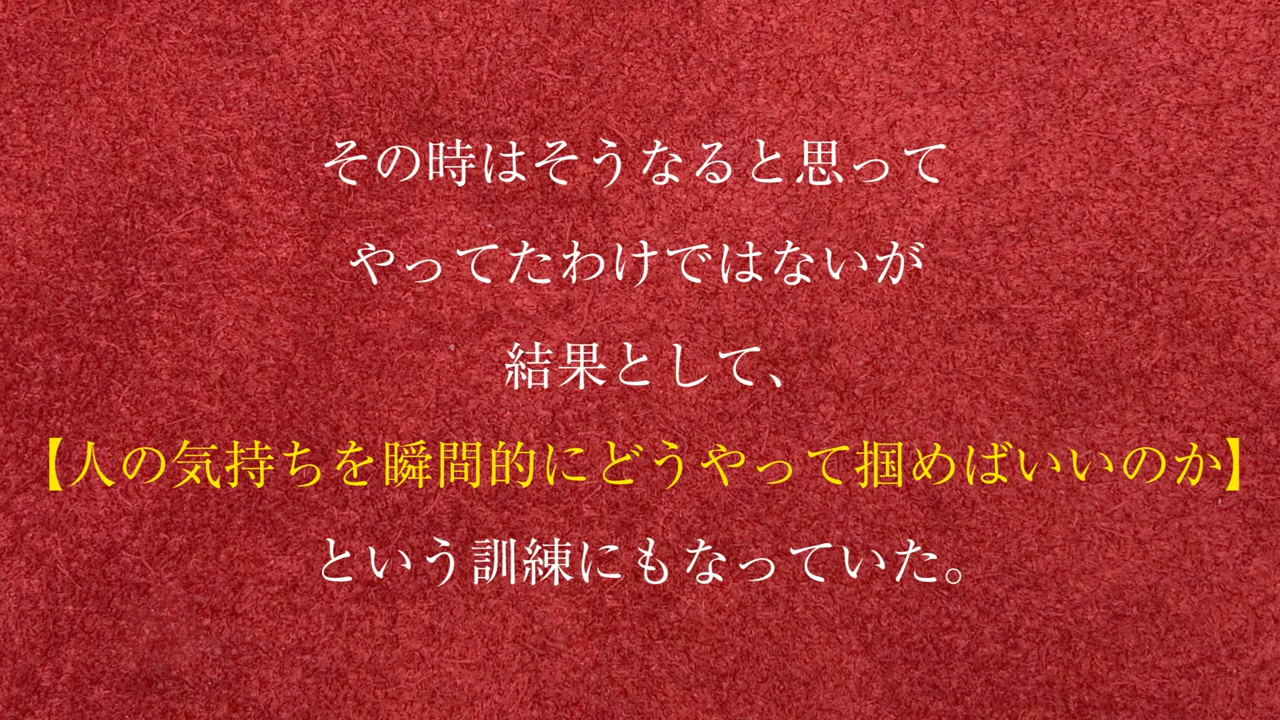 その時はそうなると思って
やってたわけではないが
結果として、
【人の気持ちを瞬間的にどうやって掴めばいいのか】
という訓練にもなっていた。